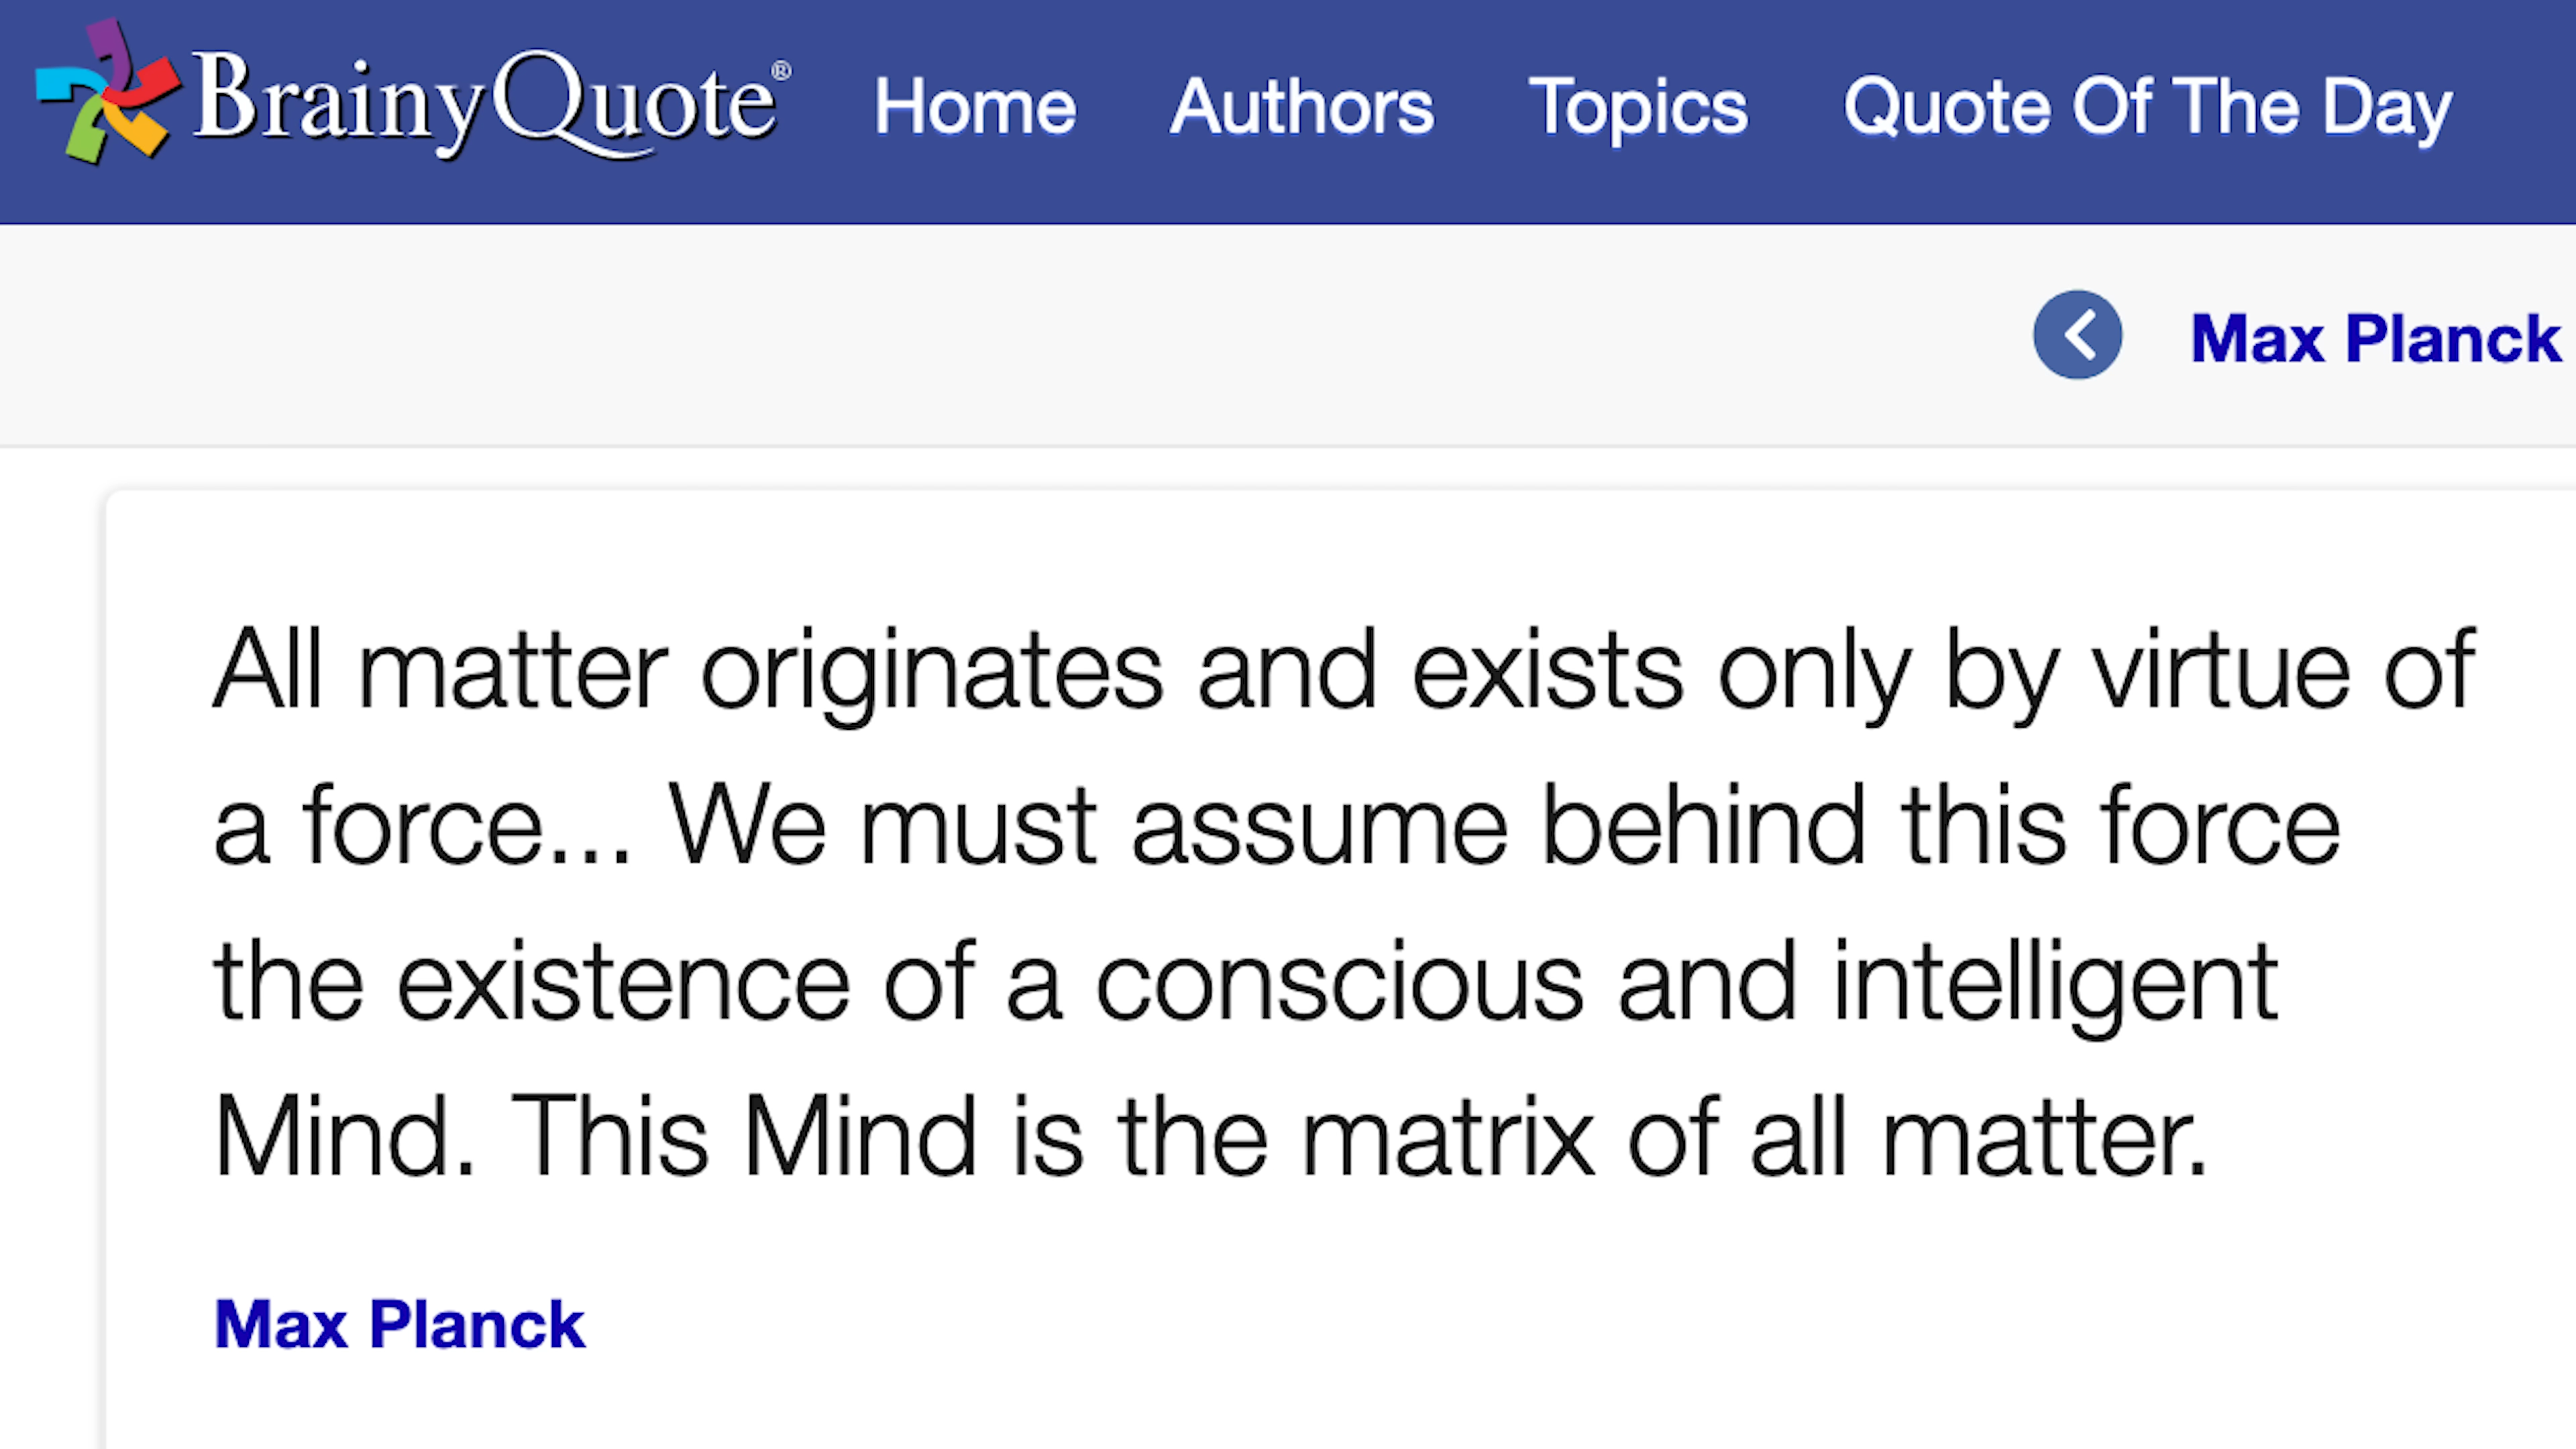 BrainyQuote® Home Authors Topics Quote Of The Day
Max Planck
All matter originates and exists only by virtue of
a force... We must assume behind this force
the existence of a conscious and intelligent
Mind. This Mind is the matrix of all matter.
Max Planck